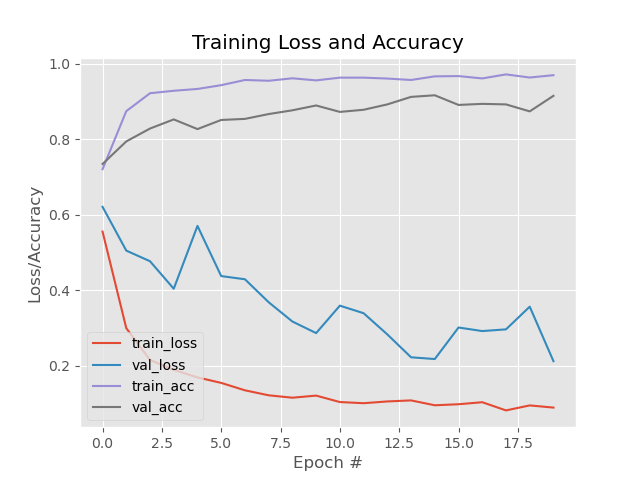 Training Loss and Accuracy
1.0
0.8
0.6
0.4
0.2
Loss/Accuracy
train_loss
val_loss
train_acc
val_acc
0.0 2.5 5.0 7.5 10.0 12.5 15.0 17.5
Epoch #